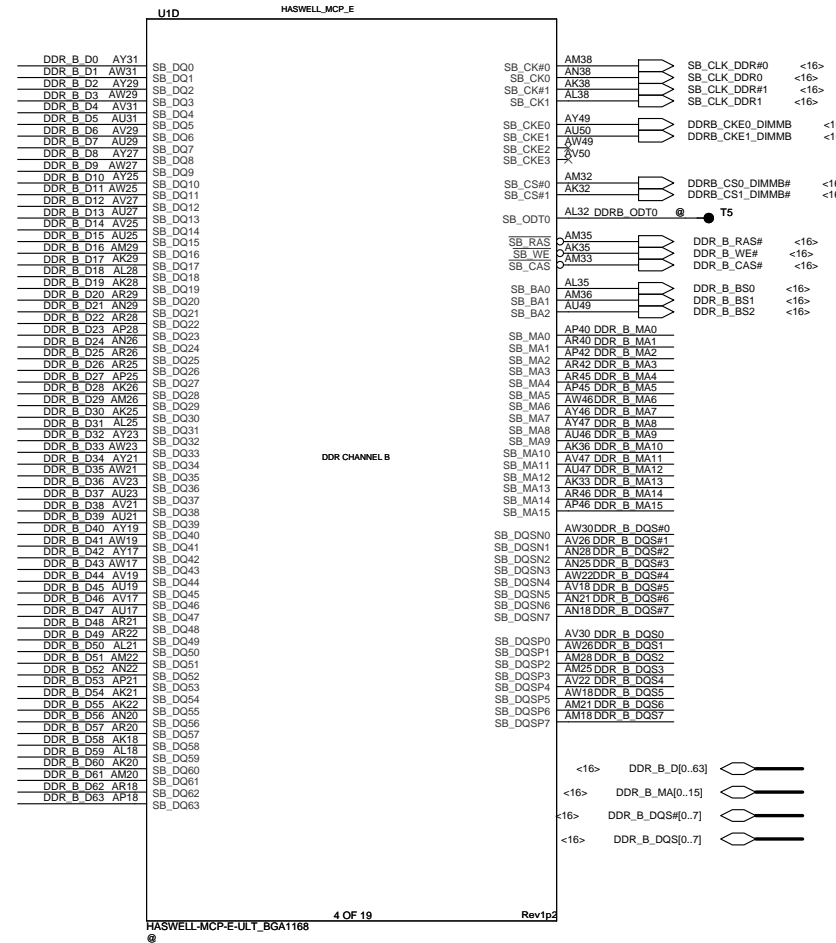 U1D
HASWELL_MCP_E
DDR_B_D0 AY31 SB_DQ0
DDR_B_D1 AW31 SB_DQ1
DDR_B_D2 AY29 SB_DQ2
DDR_B_D3 AW29 SB_DQ3
DDR_B_D4 AV31 SB_DQ4
DDR_B_D5 AU31 SB_DQ5
DDR_B_D6 AV29 SB_DQ6
DDR_B_D7 AU29 SB_DQ7
DDR_B_D8 AY27 SB_DQ8
DDR_B_D9 AW27 SB_DQ9
DDR_B_D10 AY25 SB_DQ10
DDR_B_D11 AW25 SB_DQ11
DDR_B_D12 AV27 SB_DQ12
DDR_B_D13 AU27 SB_DQ13
DDR_B_D14 AV25 SB_DQ14
DDR_B_D15 AU25 SB_DQ15
DDR_B_D16 AM29 SB_DQ16
DDR_B_D17 AK29 SB_DQ17
DDR_B_D18 AL28 SB_DQ18
DDR_B_D19 AK28 SB_DQ19
DDR_B_D20 AR29 SB_DQ20
DDR_B_D21 AN29 SB_DQ21
DDR_B_D22 AR28 SB_DQ22
DDR_B_D23 AP28 SB_DQ23
DDR_B_D24 AN26 SB_DQ24
DDR_B_D25 AR26 SB_DQ25
DDR_B_D26 AR25 SB_DQ26
DDR_B_D27 AP25 SB_DQ27
DDR_B_D28 AK26 SB_DQ28
DDR_B_D29 AM26 SB_DQ29
DDR_B_D30 AK25 SB_DQ30
DDR_B_D31 AL25 SB_DQ31
DDR_B_D32 AY23 SB_DQ32
DDR_B_D33 AW23 SB_DQ33
DDR_B_D34 AY21 SB_DQ34
DDR_B_D35 AW21 SB_DQ35
DDR_B_D36 AV23 SB_DQ36
DDR_B_D37 AU23 SB_DQ37
DDR_B_D38 AV21 SB_DQ38
DDR_B_D39 AU21 SB_DQ39
DDR_B_D40 AY19 SB_DQ40
DDR_B_D41 AW19 SB_DQ41
DDR_B_D42 AY17 SB_DQ42
DDR_B_D43 AW17 SB_DQ43
DDR_B_D44 AV19 SB_DQ44
DDR_B_D45 AU19 SB_DQ45
DDR_B_D46 AV17 SB_DQ46
DDR_B_D47 AU17 SB_DQ47
DDR_B_D48 AR21 SB_DQ48
DDR_B_D49 AR22 SB_DQ49
DDR_B_D50 AL21 SB_DQ50
DDR_B_D51 AM22 SB_DQ51
DDR_B_D52 AN22 SB_DQ52
DDR_B_D53 AP21 SB_DQ53
DDR_B_D54 AK21 SB_DQ54
DDR_B_D55 AK22 SB_DQ55
DDR_B_D56 AN20 SB_DQ56
DDR_B_D57 AR20 SB_DQ57
DDR_B_D58 AK18 SB_DQ58
DDR_B_D59 AL18 SB_DQ59
DDR_B_D60 AK20 SB_DQ60
DDR_B_D61 AM20 SB_DQ61
DDR_B_D62 AR18 SB_DQ62
DDR_B_D63 AP18 SB_DQ63
DDR CHANNEL B
SB_CK#0 AM38 SB_CLK_DDR#0 <16>
SB_CK0 AN38 SB_CLK_DDR0 <16>
SB_CK#1 AK38 SB_CLK_DDR#1 <16>
SB_CK1 AL38 SB_CLK_DDR1 <16>
SB_CKE0 AY49 DDRB_CKE0_DIMMB <1
SB_CKE1 AU50 DDRB_CKE1_DIMMB <1
SB_CKE2 AW49
SB_CKE3 AV50
SB_CS#0 AM32 DDRB_CS0_DIMMB# <1
SB_CS#1 AK32 DDRB_CS1_DIMMB# <1
SB_ODT0 AL32 DDRB_ODT0 @ T5
SB_RAS AM35 DDR_B_RAS# <16>
SB_WE AK35 DDR_B_WE# <16>
SB_CAS AM33 DDR_B_CAS# <16>
SB_BA0 AL35 DDR_B_BS0 <16>
SB_BA1 AM36 DDR_B_BS1 <16>
SB_BA2 AU49 DDR_B_BS2 <16>
SB_MA0 AP40 DDR_B_MA0
SB_MA1 AR40 DDR_B_MA1
SB_MA2 AP42 DDR_B_MA2
SB_MA3 AR42 DDR_B_MA3
SB_MA4 AR45 DDR_B_MA4
SB_MA5 AP45 DDR_B_MA5
SB_MA6 AW46 DDR_B_MA6
SB_MA7 AY46 DDR_B_MA7
SB_MA8 AY47 DDR_B_MA8
SB_MA9 AU46 DDR_B_MA9
SB_MA10 AK36 DDR_B_MA10
SB_MA11 AV47 DDR_B_MA11
SB_MA12 AU47 DDR_B_MA12
SB_MA13 AK33 DDR_B_MA13
SB_MA14 AR46 DDR_B_MA14
SB_MA15 AP46 DDR_B_MA15
SB_DQSN0 AW30 DDR_B_DQS#0
SB_DQSN1 AV26 DDR_B_DQS#1
SB_DQSN2 AN28 DDR_B_DQS#2
SB_DQSN3 AN25 DDR_B_DQS#3
SB_DQSN4 AW22 DDR_B_DQS#4
SB_DQSN5 AV18 DDR_B_DQS#5
SB_DQSN6 AN21 DDR_B_DQS#6
SB_DQSN7 AN18 DDR_B_DQS#7
SB_DQSP0 AV30 DDR_B_DQS0
SB_DQSP1 AW26 DDR_B_DQS1
SB_DQSP2 AM28 DDR_B_DQS2
SB_DQSP3 AM25 DDR_B_DQS3
SB_DQSP4 AV22 DDR_B_DQS4
SB_DQSP5 AW18 DDR_B_DQS5
SB_DQSP6 AM21 DDR_B_DQS6
SB_DQSP7 AM18 DDR_B_DQS7
<16> DDR_B_D[0..63]
<16> DDR_B_MA[0..15]
<16> DDR_B_DQS#[0..7]
<16> DDR_B_DQS[0..7]
4 OF 19
Rev1p2
HASWELL-MCP-E-ULT_BGA1168
@